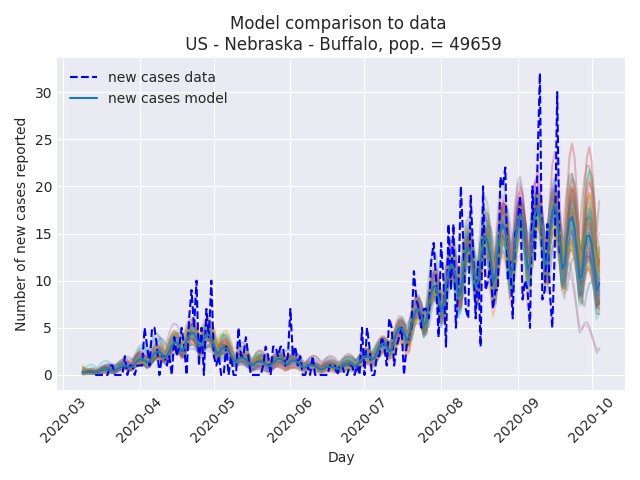 Model comparison to data
US - Nebraska - Buffalo, pop. = 49659
new cases data
new cases model
Number of new cases reported
30
25
20
15
10
5
0
2020-03
2020-04
2020-05
2020-06
2020-07
2020-08
2020-09
2020-10
Day